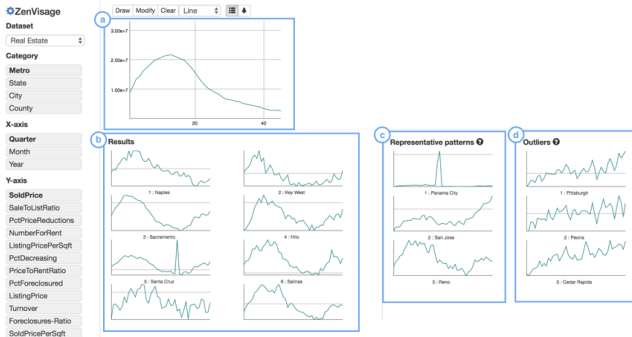 ZenVisage
Dataset
Real Estate
Category
Metro
State
City
County
X-axis
Quarter
Month
Year
Y-axis
SoldPrice
SaleToListRatio
PctPriceReductions
NumberForRent
ListingPricePerSqft
PctDecreasing
PriceToRentRatio
PctForeclosured
ListingPrice
Turnover
Foreclosures-Ratio
SoldPricePerSqft
Draw Modify Clear Line
a
3.00e+7
2.00e+7
1.00e+7
20 40
b
Results
1 : Naples
2 : Key West
3 : Sacramento
4 : Hilo
5 : Santa Cruz
6 : Salinas
c
Representative patterns ?
1 : Panama City
2 : San Jose
3 : Reno
d
Outliers ?
1 : Pittsburgh
2 : Peoria
3 : Cedar Rapids